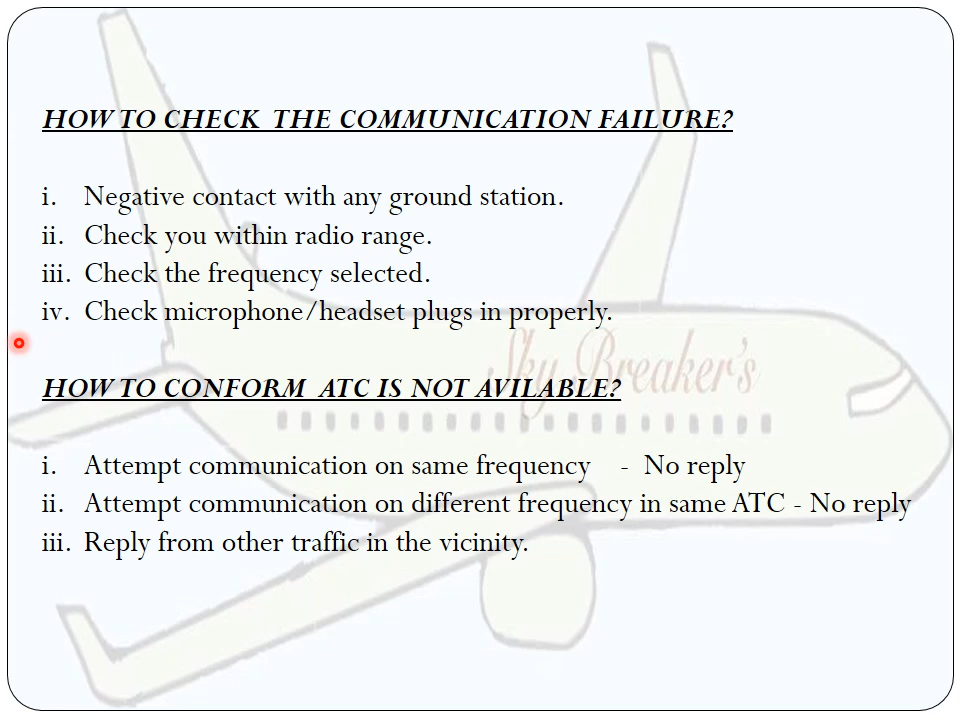 HOW TO CHECK THE COMMUNICATION FAILURE?
i. Negative contact with any ground station.
ii. Check you within radio range.
iii. Check the frequency selected.
iv. Check microphone/headset plugs in properly.
Sky Breaker's
HOW TO CONFORM ATC IS NOT AVILABLE?
i. Attempt communication on same frequency - No reply
ii. Attempt communication on different frequency in same ATC - No reply
iii. Reply from other traffic in the vicinity.